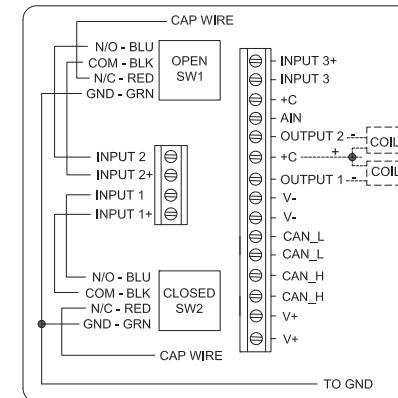 CAP WIRE
N/O - BLU
COM - BLK
N/C - RED
GND - GRN
OPEN
SW1
INPUT 2
INPUT 2+
INPUT 1
INPUT 1+
N/O - BLU
COM - BLK
N/C - RED
GND - GRN
CLOSED
SW2
CAP WIRE
TO GND
INPUT 3+
INPUT 3
+C
AIN
OUTPUT 2 -
COIL
+C +
OUTPUT 1 -
COIL
V-
V-
CAN_L
CAN_L
CAN_H
CAN_H
V+
V+